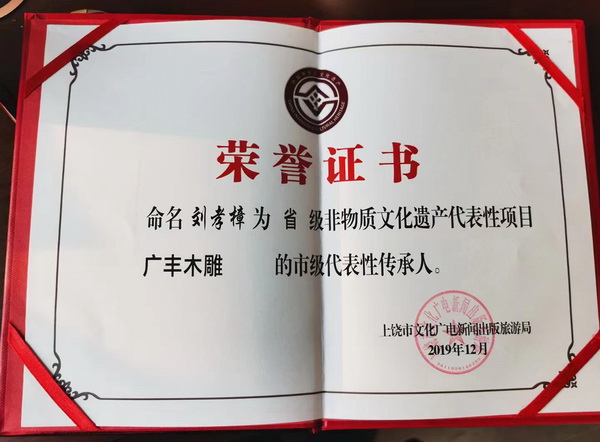 荣誉证书
命名刘孝樟为 省 级非物质文化遗产代表性项目
广丰木雕 的市级代表性传承人。
上饶市文化广电新闻出版旅游局
2019年12月